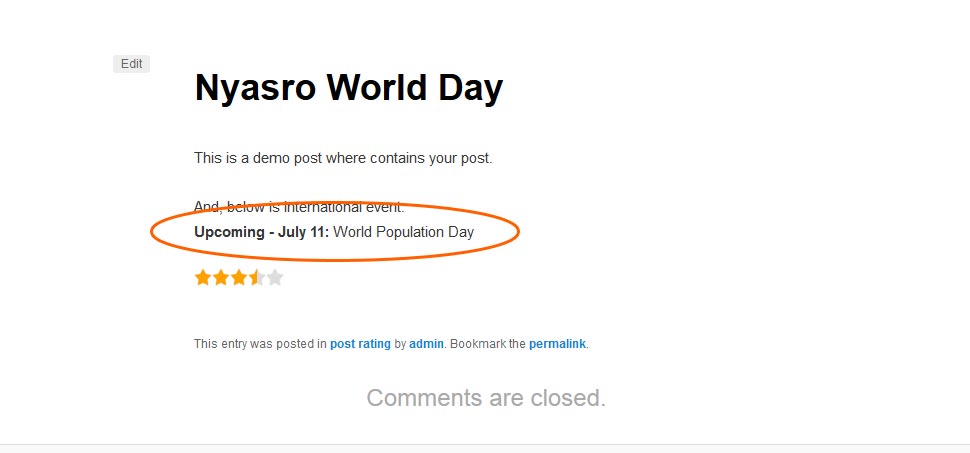 Edit
Nyasro World Day
This is a demo post where contains your post.
And, below is international event.
Upcoming - July 11: World Population Day
This entry was posted in post rating by admin. Bookmark the permalink.
Comments are closed.